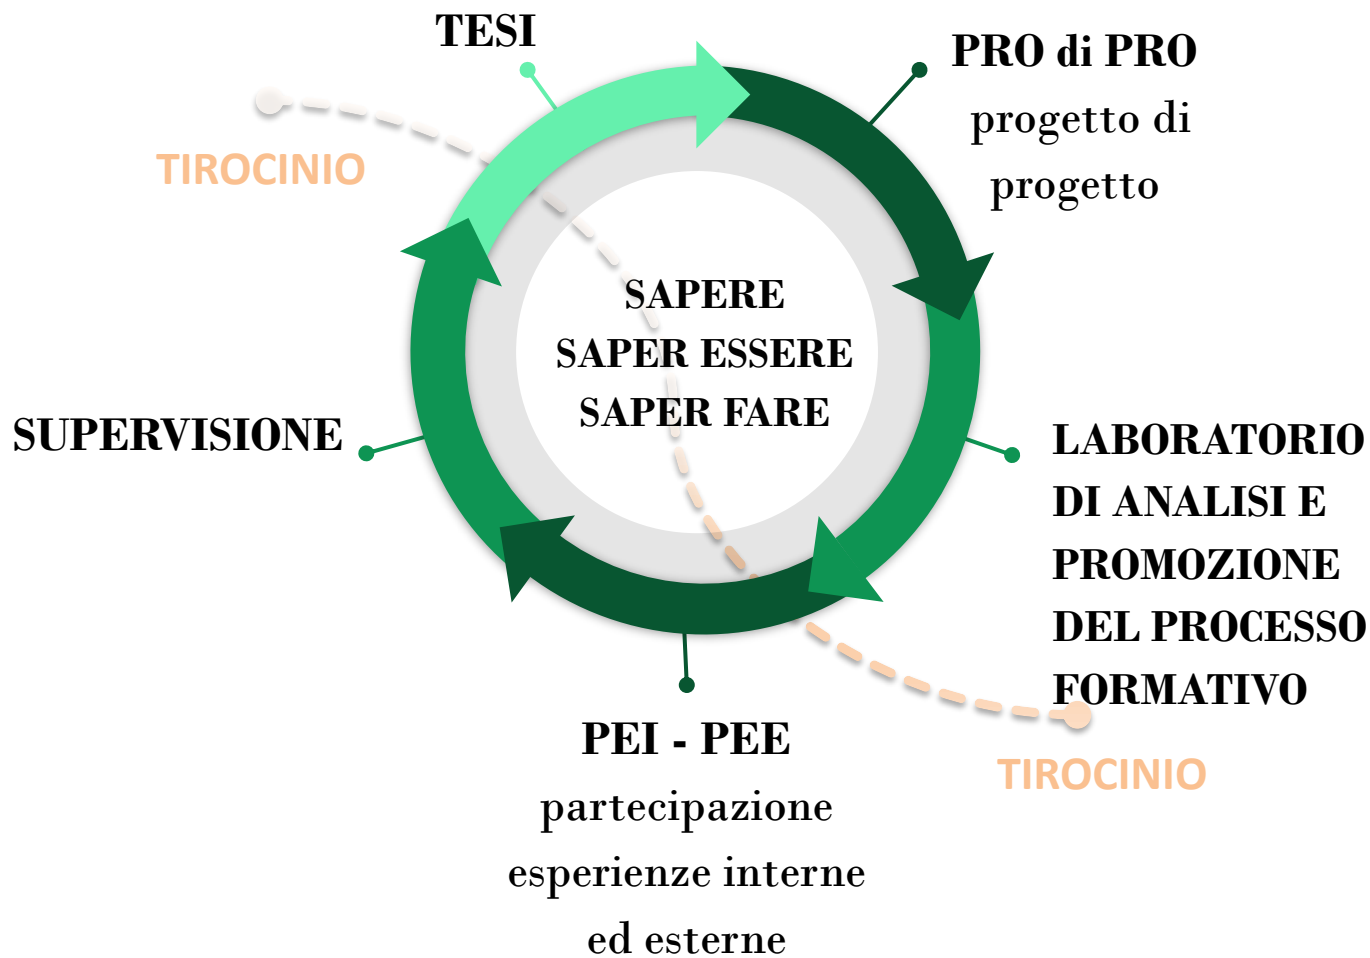 TESI
PRO di PRO
progetto di
progetto
TIROCINIO
SAPERE
SAPER ESSERE
SAPER FARE
SUPERVISIONE
LABORATORIO
DI ANALISI E
PROMOZIONE
DEL PROCESSO
FORMATIVO
PEI - PEE
partecipazione
esperienze interne
ed esterne
TIROCINIO